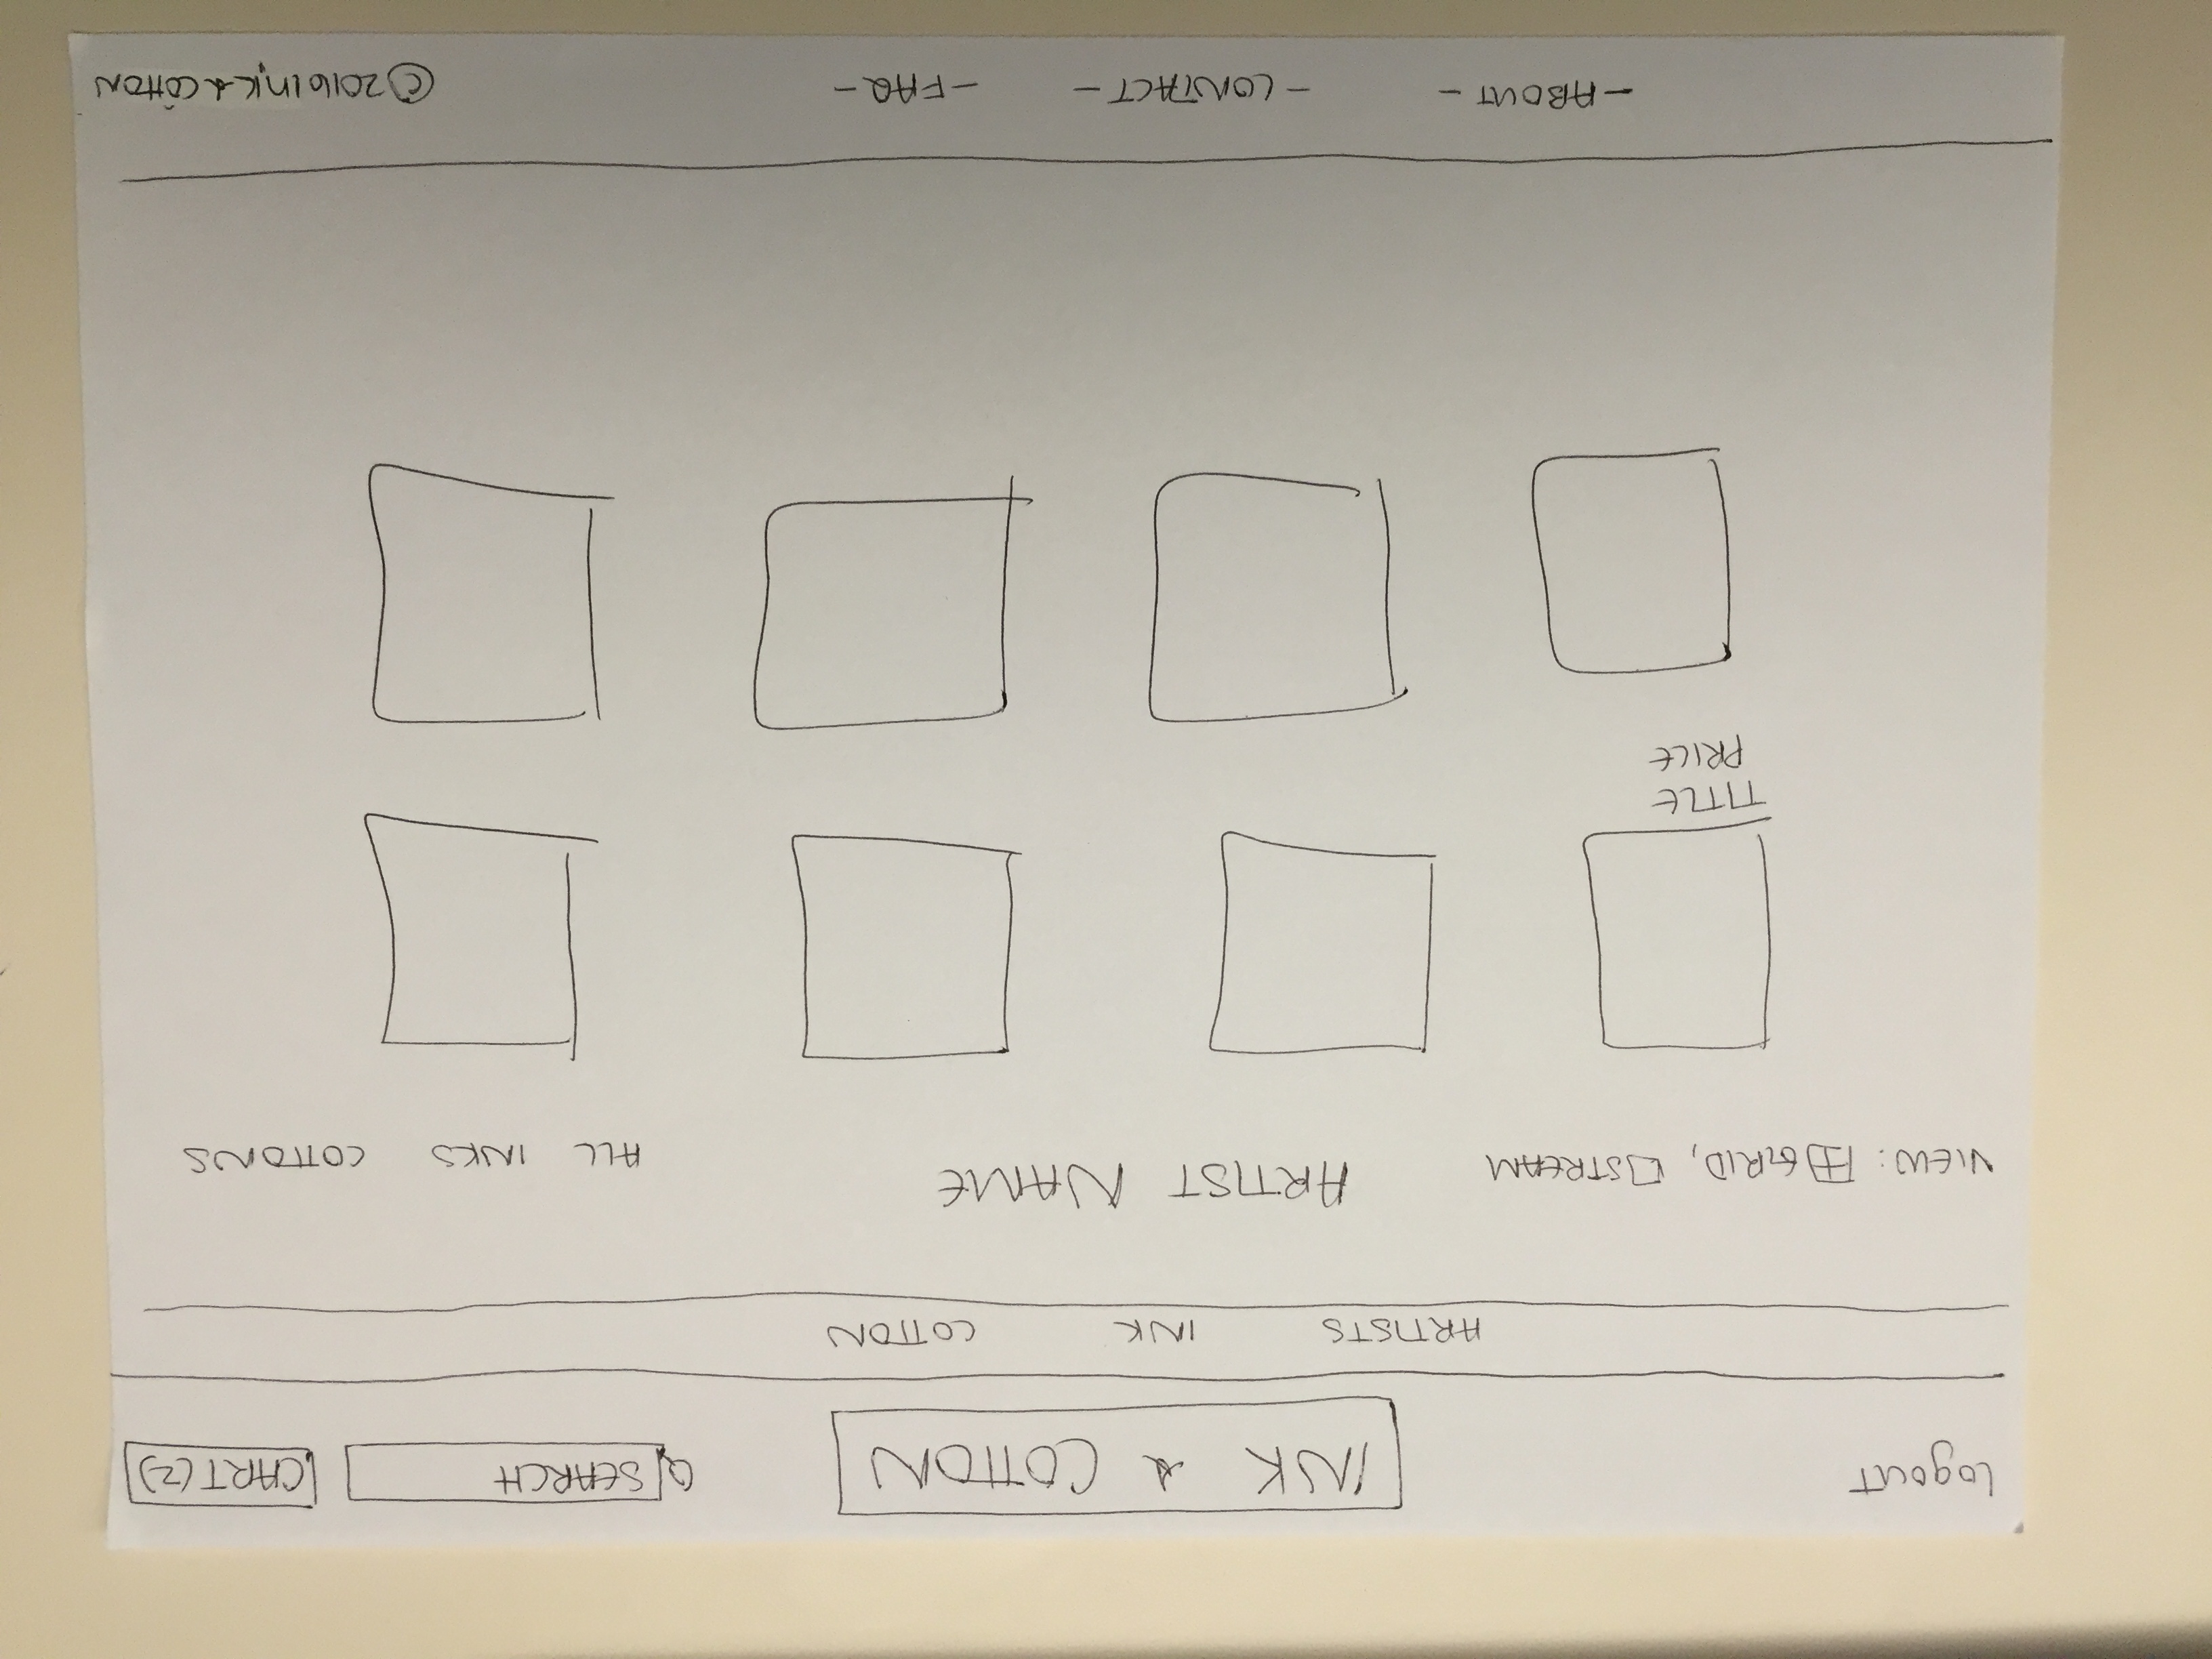 logout INK & COTTON SEARCH CART(2)
ARTISTS INK COTTON
VIEW: GRID, STREAM ARTIST NAME ALL INKS COTTONS
TITLE
PRICE
-ABOUT- -CONTACT- -FAQ- ©2016 Ink & COTTON